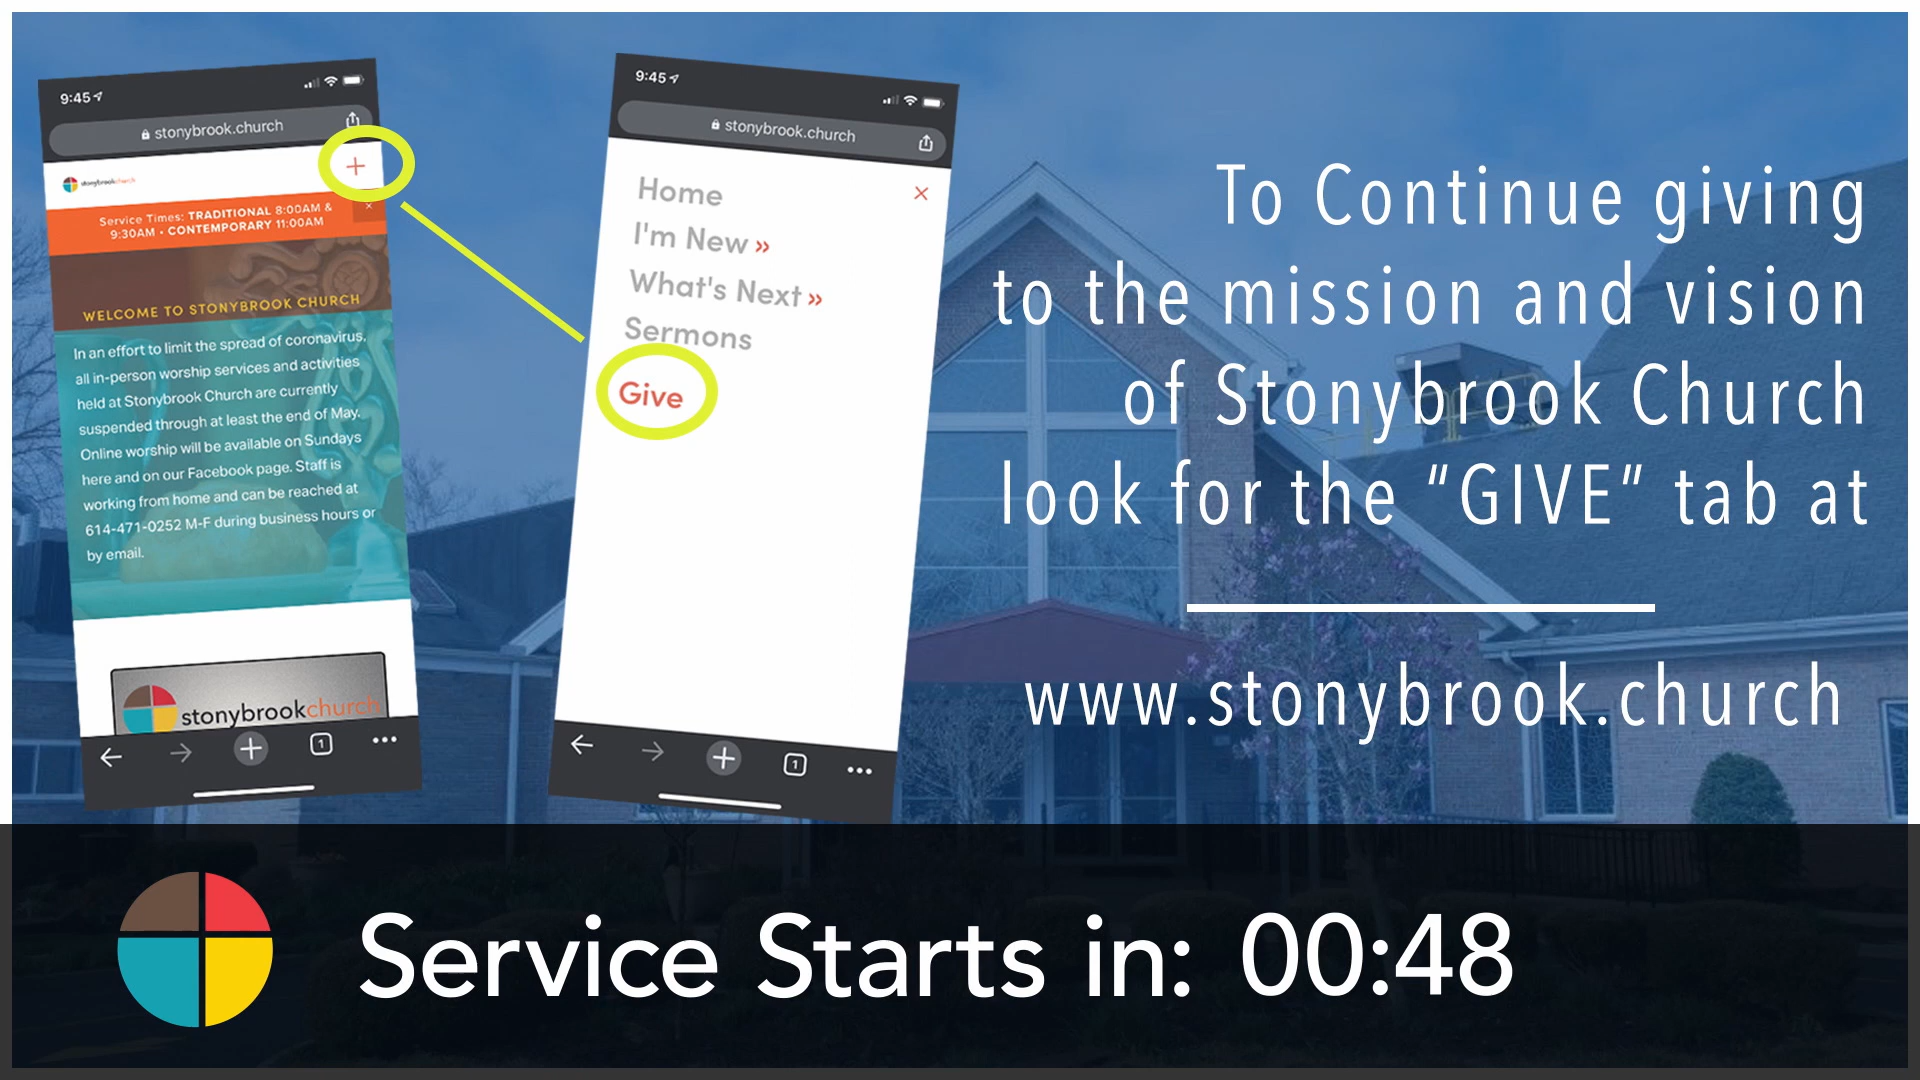 9:45
stonybrook.church
stonybrookchurch
Service Times: TRADITIONAL 8:00AM &
9:30AM • CONTEMPORARY 11:00AM
WELCOME TO STONYBROOK CHURCH
In an effort to limit the spread of coronavirus,
all in-person worship services and activities
held at Stonybrook Church are currently
suspended through at least the end of May.
Online worship will be available on Sundays
here and on our Facebook page. Staff is
working from home and can be reached at
614-471-0252 M-F during business hours or
by email.
stonybrookchurch
1
9:45
stonybrook.church
Home
I'm New »
What's Next »
Sermons
Give
1
To Continue giving
to the mission and vision
of Stonybrook Church
look for the “GIVE” tab at
www.stonybrook.church
Service Starts in: 00:48